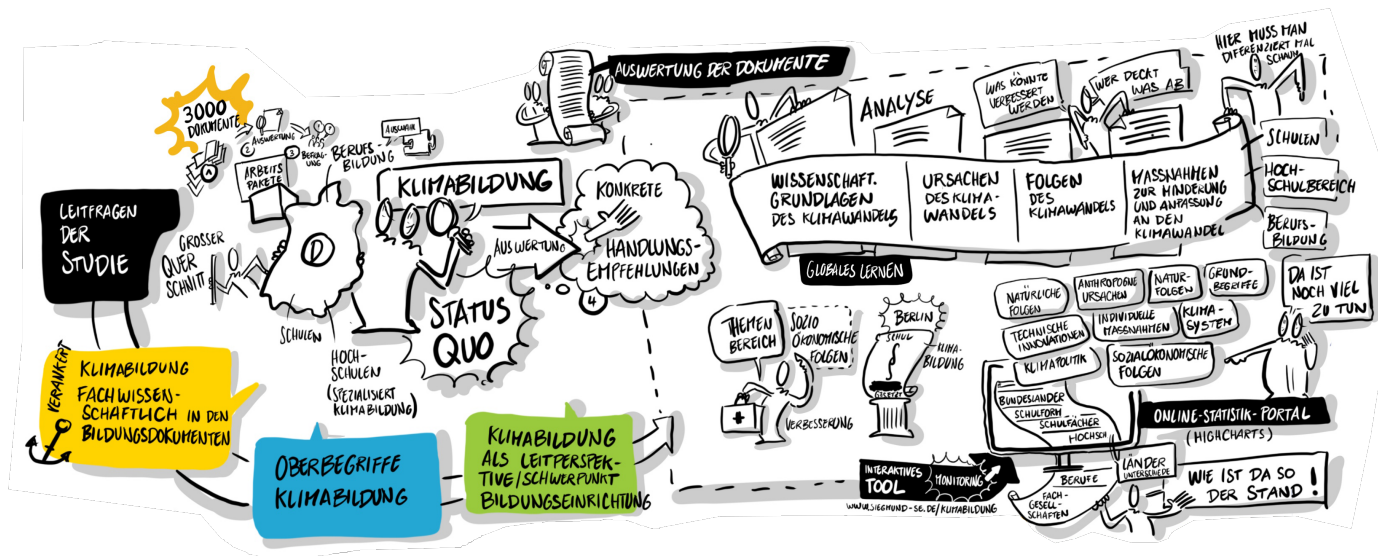 LEITFRAGEN
DER
STUDIE
VERANKERT
KLIMABILDUNG
FACHWISSEN-
SCHAFTLICH IN DEN
BILDUNGSDOKUMENTEN
OBERBEGRIFFE
KLIMABILDUNG
KLIMABILDUNG
ALS LEITPERSPEK-
TIVE/SCHWERPUNKT
BILDUNGSEINRICHTUNG
3000
DOKUMENTE
1
2
AUSWERTUNG
3
BEFRAG-
UNG
ARBEITS
PAKETE
BERUFS-
BILDUNG
AUSWAHL
GROSSER
QUER
SCHNITT
D
SCHULEN
HOCH-
SCHULEN
(SPEZIALISIERT
KLIMABILDUNG)
KLIMABILDUNG
STATUS
QUO
AUSWERTUNG
KONKRETE
HANDLUNGS-
EMPFEHLUNGEN
4
AUSWERTUNG DER DOKUMENTE
ANALYSE
WAS KÖNNTE
VERBESSERT
WERDEN
WER DECKT
WAS AB
HIER MUSS MAN
DIFERENZIERT MAL
SCHAUN
WISSENSCHAFT.
GRUNDLAGEN
DES KLIMAWANDELS
URSACHEN
DES KLIMA-
WANDELS
FOLGEN
DES
KLIMAWANDELS
MASSNAHMEN
ZUR MINDERUNG
UND ANPASSUNG
AN DEN
KLIMAWANDEL
SCHULEN
HOCH-
SCHULBEREICH
BERUFS-
BILDUNG
GLOBALES LERNEN
THEMEN
BEREICH
SOZIO
ÖKONOMISCHE
FOLGEN
VERBESSERUNG
BERLIN
SCHUL
§
GESETZ
KLIMA-
BILDUNG
NATÜRLICHE
FOLGEN
ANTHROPOGNE
URSACHEN
NATUR-
FOLGEN
GRUND-
BEGRIFFE
TECHNISCHE
INNOVATIONEN
INDIVIDUELLE
MASSNAHMEN
KLIMA-
SYSTEM
KLIMAPOLITIK
SOZIALÖKONOMISCHE
FOLGEN
DA IST
NOCH VIEL
ZU TUN
BUNDESLÄNDER
SCHULFORM
SCHULFÄCHER
HOCHSCH
ONLINE-STATISTIK-PORTAL
(HIGHCHARTS)
INTERAKTIVES
TOOL
MONITORING
WWW.SIEGMUND-SE.DE/KLIMABILDUNG
BERUFE
FACH-
GESELL-
SCHAFTEN
LÄNDER
UNTERSCHIEDE
WIE IST DA SO
DER STAND!